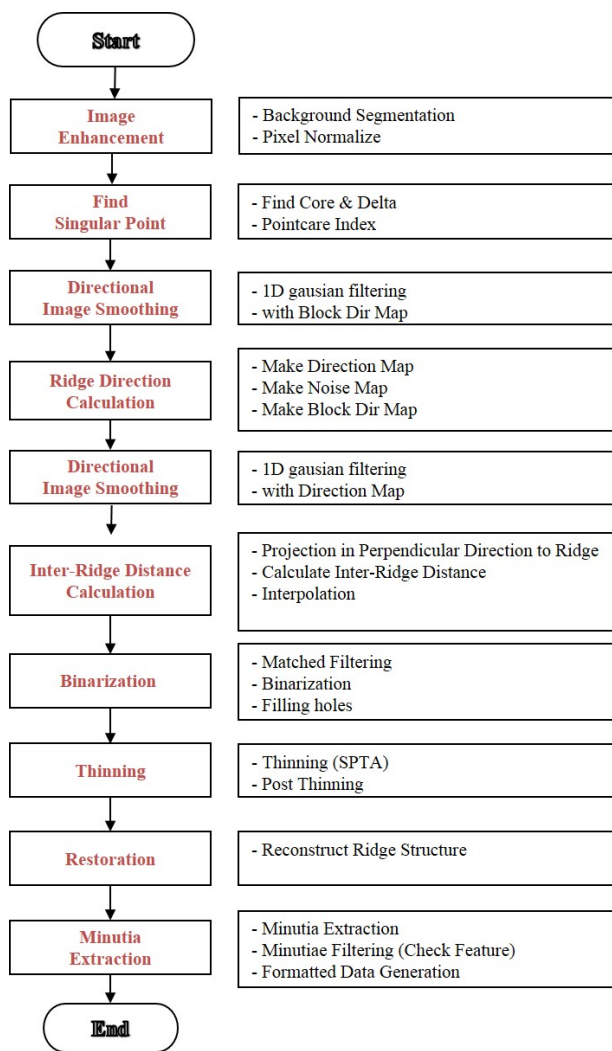 Start
Image
Enhancement
- Background Segmentation
- Pixel Normalize
Find
Singular Point
- Find Core & Delta
- Pointcare Index
Directional
Image Smoothing
- 1D gausian filtering
- with Block Dir Map
Ridge Direction
Calculation
- Make Direction Map
- Make Noise Map
- Make Block Dir Map
Directional
Image Smoothing
- 1D gausian filtering
- with Direction Map
Inter-Ridge Distance
Calculation
- Projection in Perpendicular Direction to Ridge
- Calculate Inter-Ridge Distance
- Interpolation
Binarization
- Matched Filtering
- Binarization
- Filling holes
Thinning
- Thinning (SPTA)
- Post Thinning
Restoration
- Reconstruct Ridge Structure
Minutia
Extraction
- Minutia Extraction
- Minutiae Filtering (Check Feature)
- Formatted Data Generation
End